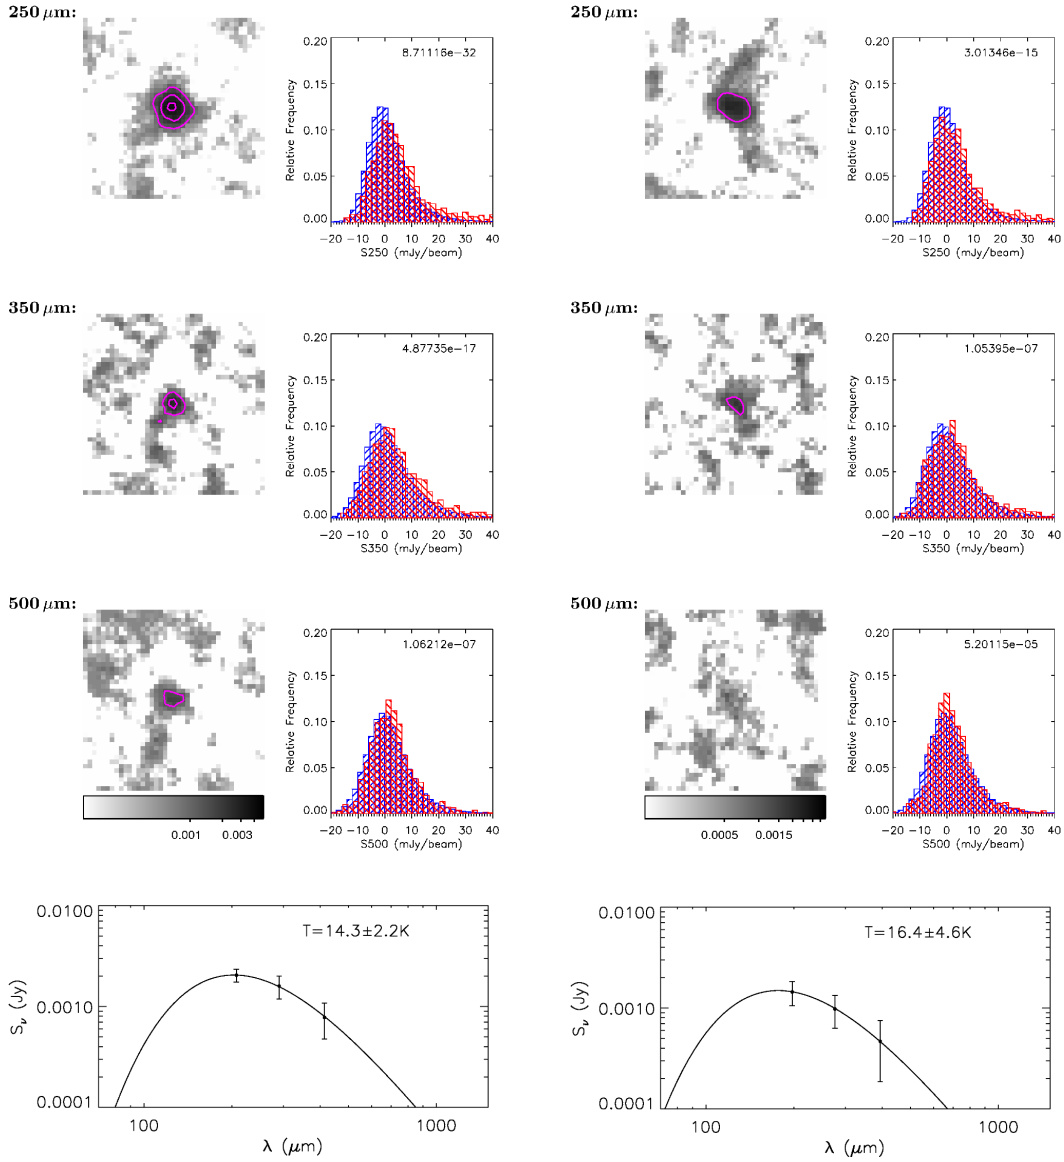 250 μm:
0.20
0.15
0.10
0.05
0.00
Relative Frequency
8.71116e-32
-20 -10 0 10 20 30 40
S250 (mJy/beam)
250 μm:
0.20
0.15
0.10
0.05
0.00
Relative Frequency
3.01346e-15
-20 -10 0 10 20 30 40
S250 (mJy/beam)
350 μm:
0.20
0.15
0.10
0.05
0.00
Relative Frequency
4.87735e-17
-20 -10 0 10 20 30 40
S350 (mJy/beam)
350 μm:
0.20
0.15
0.10
0.05
0.00
Relative Frequency
1.05395e-07
-20 -10 0 10 20 30 40
S350 (mJy/beam)
500 μm:
0.20
0.15
0.10
0.05
0.00
Relative Frequency
1.06212e-07
-20 -10 0 10 20 30 40
S500 (mJy/beam)
0.001 0.003
500 μm:
0.20
0.15
0.10
0.05
0.00
Relative Frequency
5.20115e-05
-20 -10 0 10 20 30 40
S500 (mJy/beam)
0.0005 0.0015
0.0100
0.0010
0.0001
Sν (Jy)
T=14.3±2.2K
100 1000
λ (μm)
0.0100
0.0010
0.0001
Sν (Jy)
T=16.4±4.6K
100 1000
λ (μm)